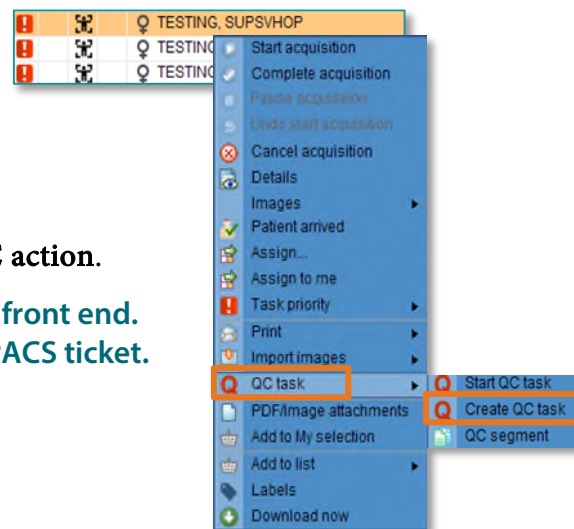 TESTING, SUPSVHOP
TESTING
TESTING
Start acquisition
Complete acquisition
Pause acquisition
Undo start acquisition
Cancel acquisition
Details
Images
Patient arrived
Assign...
Assign to me
Task priority
Print
Import images
QC task
PDF/Image attachments
Add to My selection
Add to list
Labels
Download now
Start QC task
Create QC task
QC segment
C action.
front end.
PACS ticket.